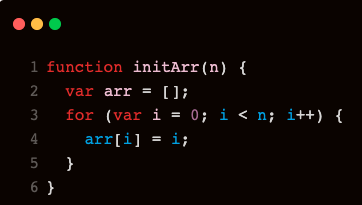 1 function initArr(n) {
2   var arr = [];
3   for (var i = 0; i < n; i++) {
4     arr[i] = i;
5   }
6 }